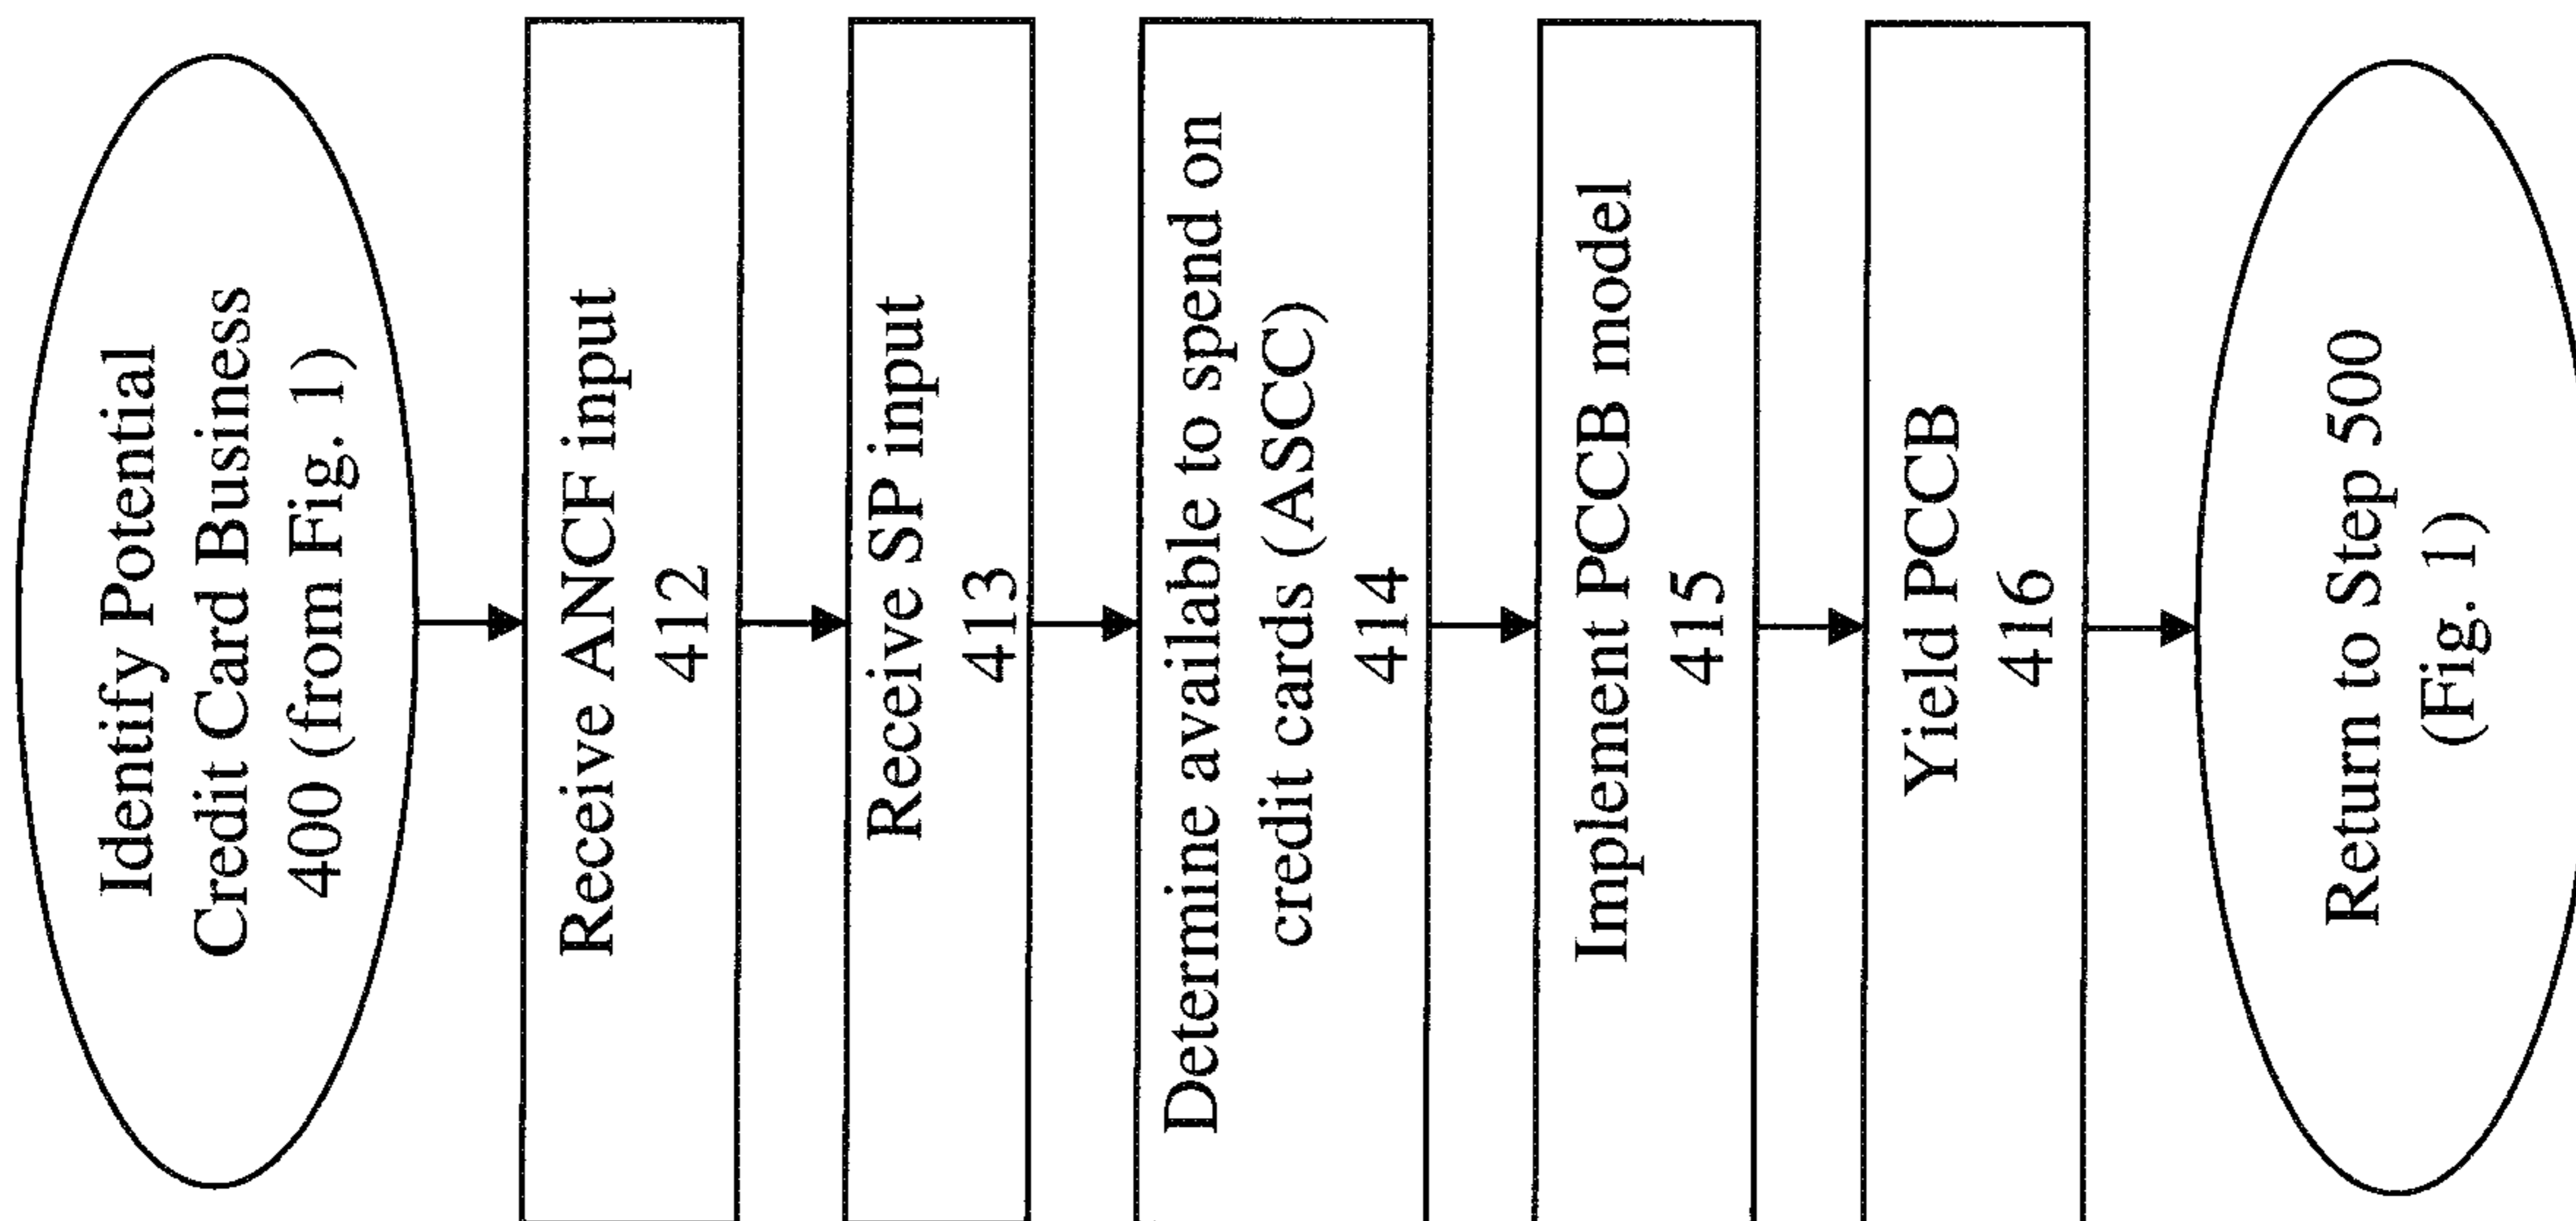 Identify Potential
Credit Card Business
400 (from Fig. 1)
Receive ANCF input
412
Receive SP input
413
Determine available to spend on
credit cards (ASCC)
414
Implement PCCB model
415
Yield PCCB
416
Return to Step 500
(Fig. 1)